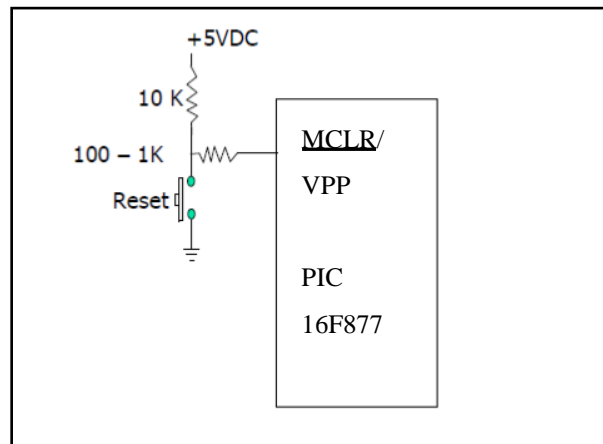 +5VDC
10 K
100 – 1K
Reset
MCLR/
VPP
PIC
16F877